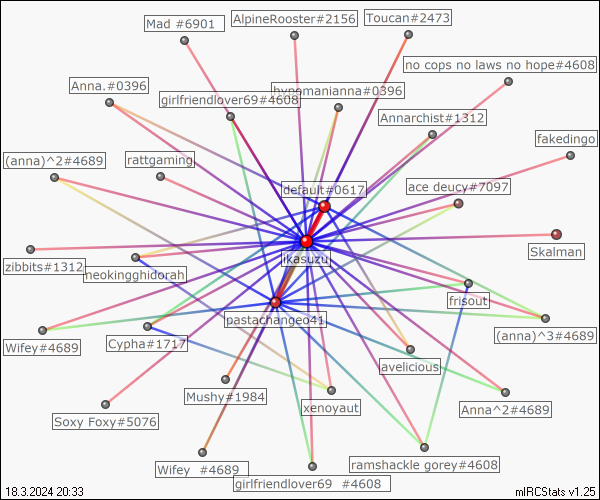 Mad #6901
AlpineRooster#2156
Toucan#2473
no cops no laws no hope#4608
Anna.#0396
girlfriendlover69#4608
hypomanianna#0396
Annarchist#1312
fakedingo
(anna)^2#4689
rattgaming
default#0617
ace deucy#7097
Skalman
zibbits#1312
neokingghidorah
ikasuzu
frisout
pastachangeo41
(anna)^3#4689
Wifey#4689
Cypha#1717
avelicious
Mushy#1984
xenoyaut
Anna^2#4689
Soxy Foxy#5076
Wifey #4689
girlfriendlover69 #4608
ramshackle gorey#4608
18.3.2024 20:33
mIRCStats v1.25